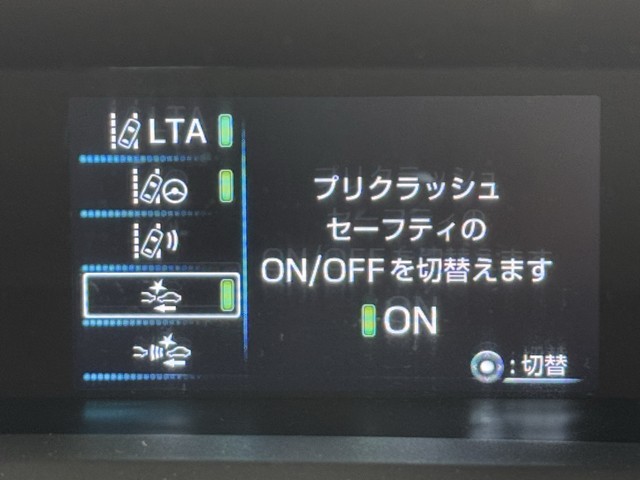 LTA
プリクラッシュ
セーフティの
ON/OFFを切替えます
ON
:切替